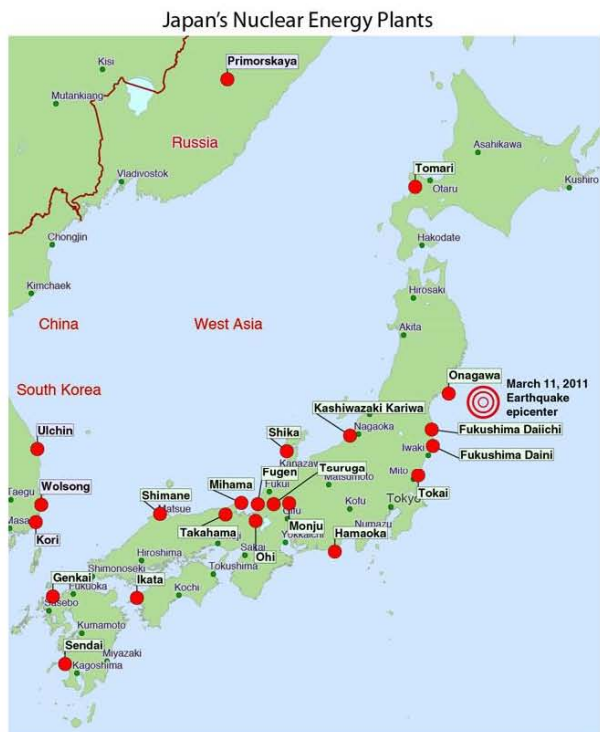 Japan's Nuclear Energy Plants
Kisi
Primorskaya
Mutankiang
Russia
Asahikawa
Tomari
Vladivostok
Otaru
Kushiro
Chongjin
Hakodate
Kimchaek
Hirosaki
China
West Asia
Akita
Onagawa
March 11, 2011
Earthquake
epicenter
South Korea
Kashiwazaki Kariwa
Nagaoka
Fukushima Daiichi
Ulchin
Shika
Iwaki
Fukushima Daini
Kanazav
Tsuruga
Mito
Fugen
Matsumoto
Wolsong
Mihama
Fukui
Tokai
Taegu
Shimane
Tokyo
Matsue
Gifu
Kofu
Masa
Monju
Numazu
Kori
Takahama
Yokkaichi
Hamaoka
Ohi
Hiroshima
Sakai
Shimonoseki
Genkai
Ikata
Tokushima
Fukuoka
Kochi
Sasebo
Kumamoto
Sendai
Miyazaki
Kagoshima